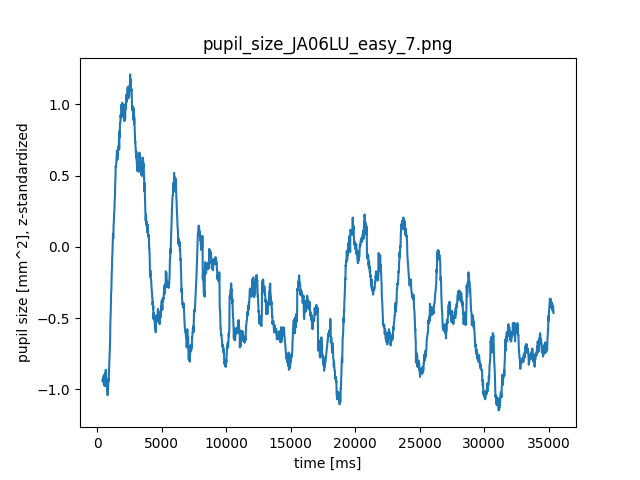 pupil_size_JA06LU_easy_7.png
pupil size [mm^2], z-standardized
1.0
0.5
0.0
−0.5
−1.0
0 5000 10000 15000 20000 25000 30000 35000
time [ms]